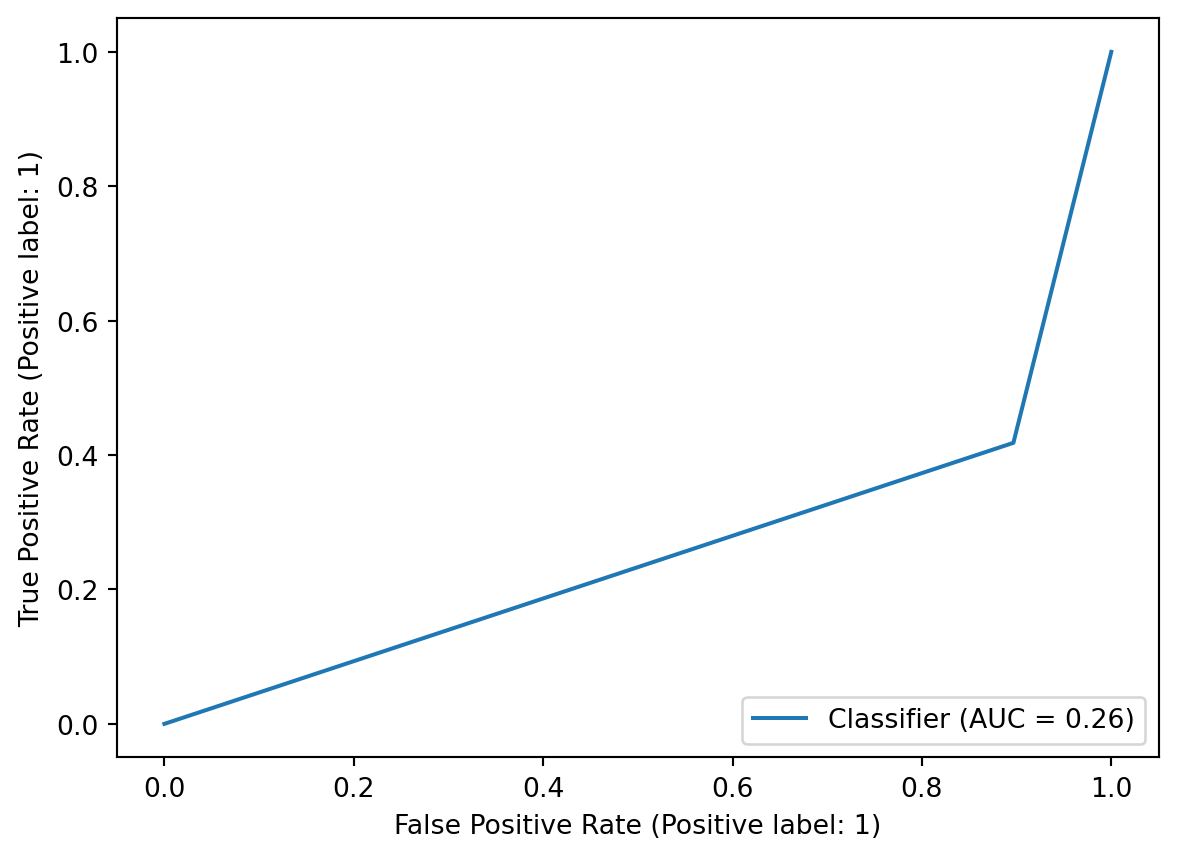 1.0
0.8
0.6
0.4
0.2
0.0
True Positive Rate (Positive label: 1)
Classifier (AUC = 0.26)
0.0 0.2 0.4 0.6 0.8 1.0
False Positive Rate (Positive label: 1)